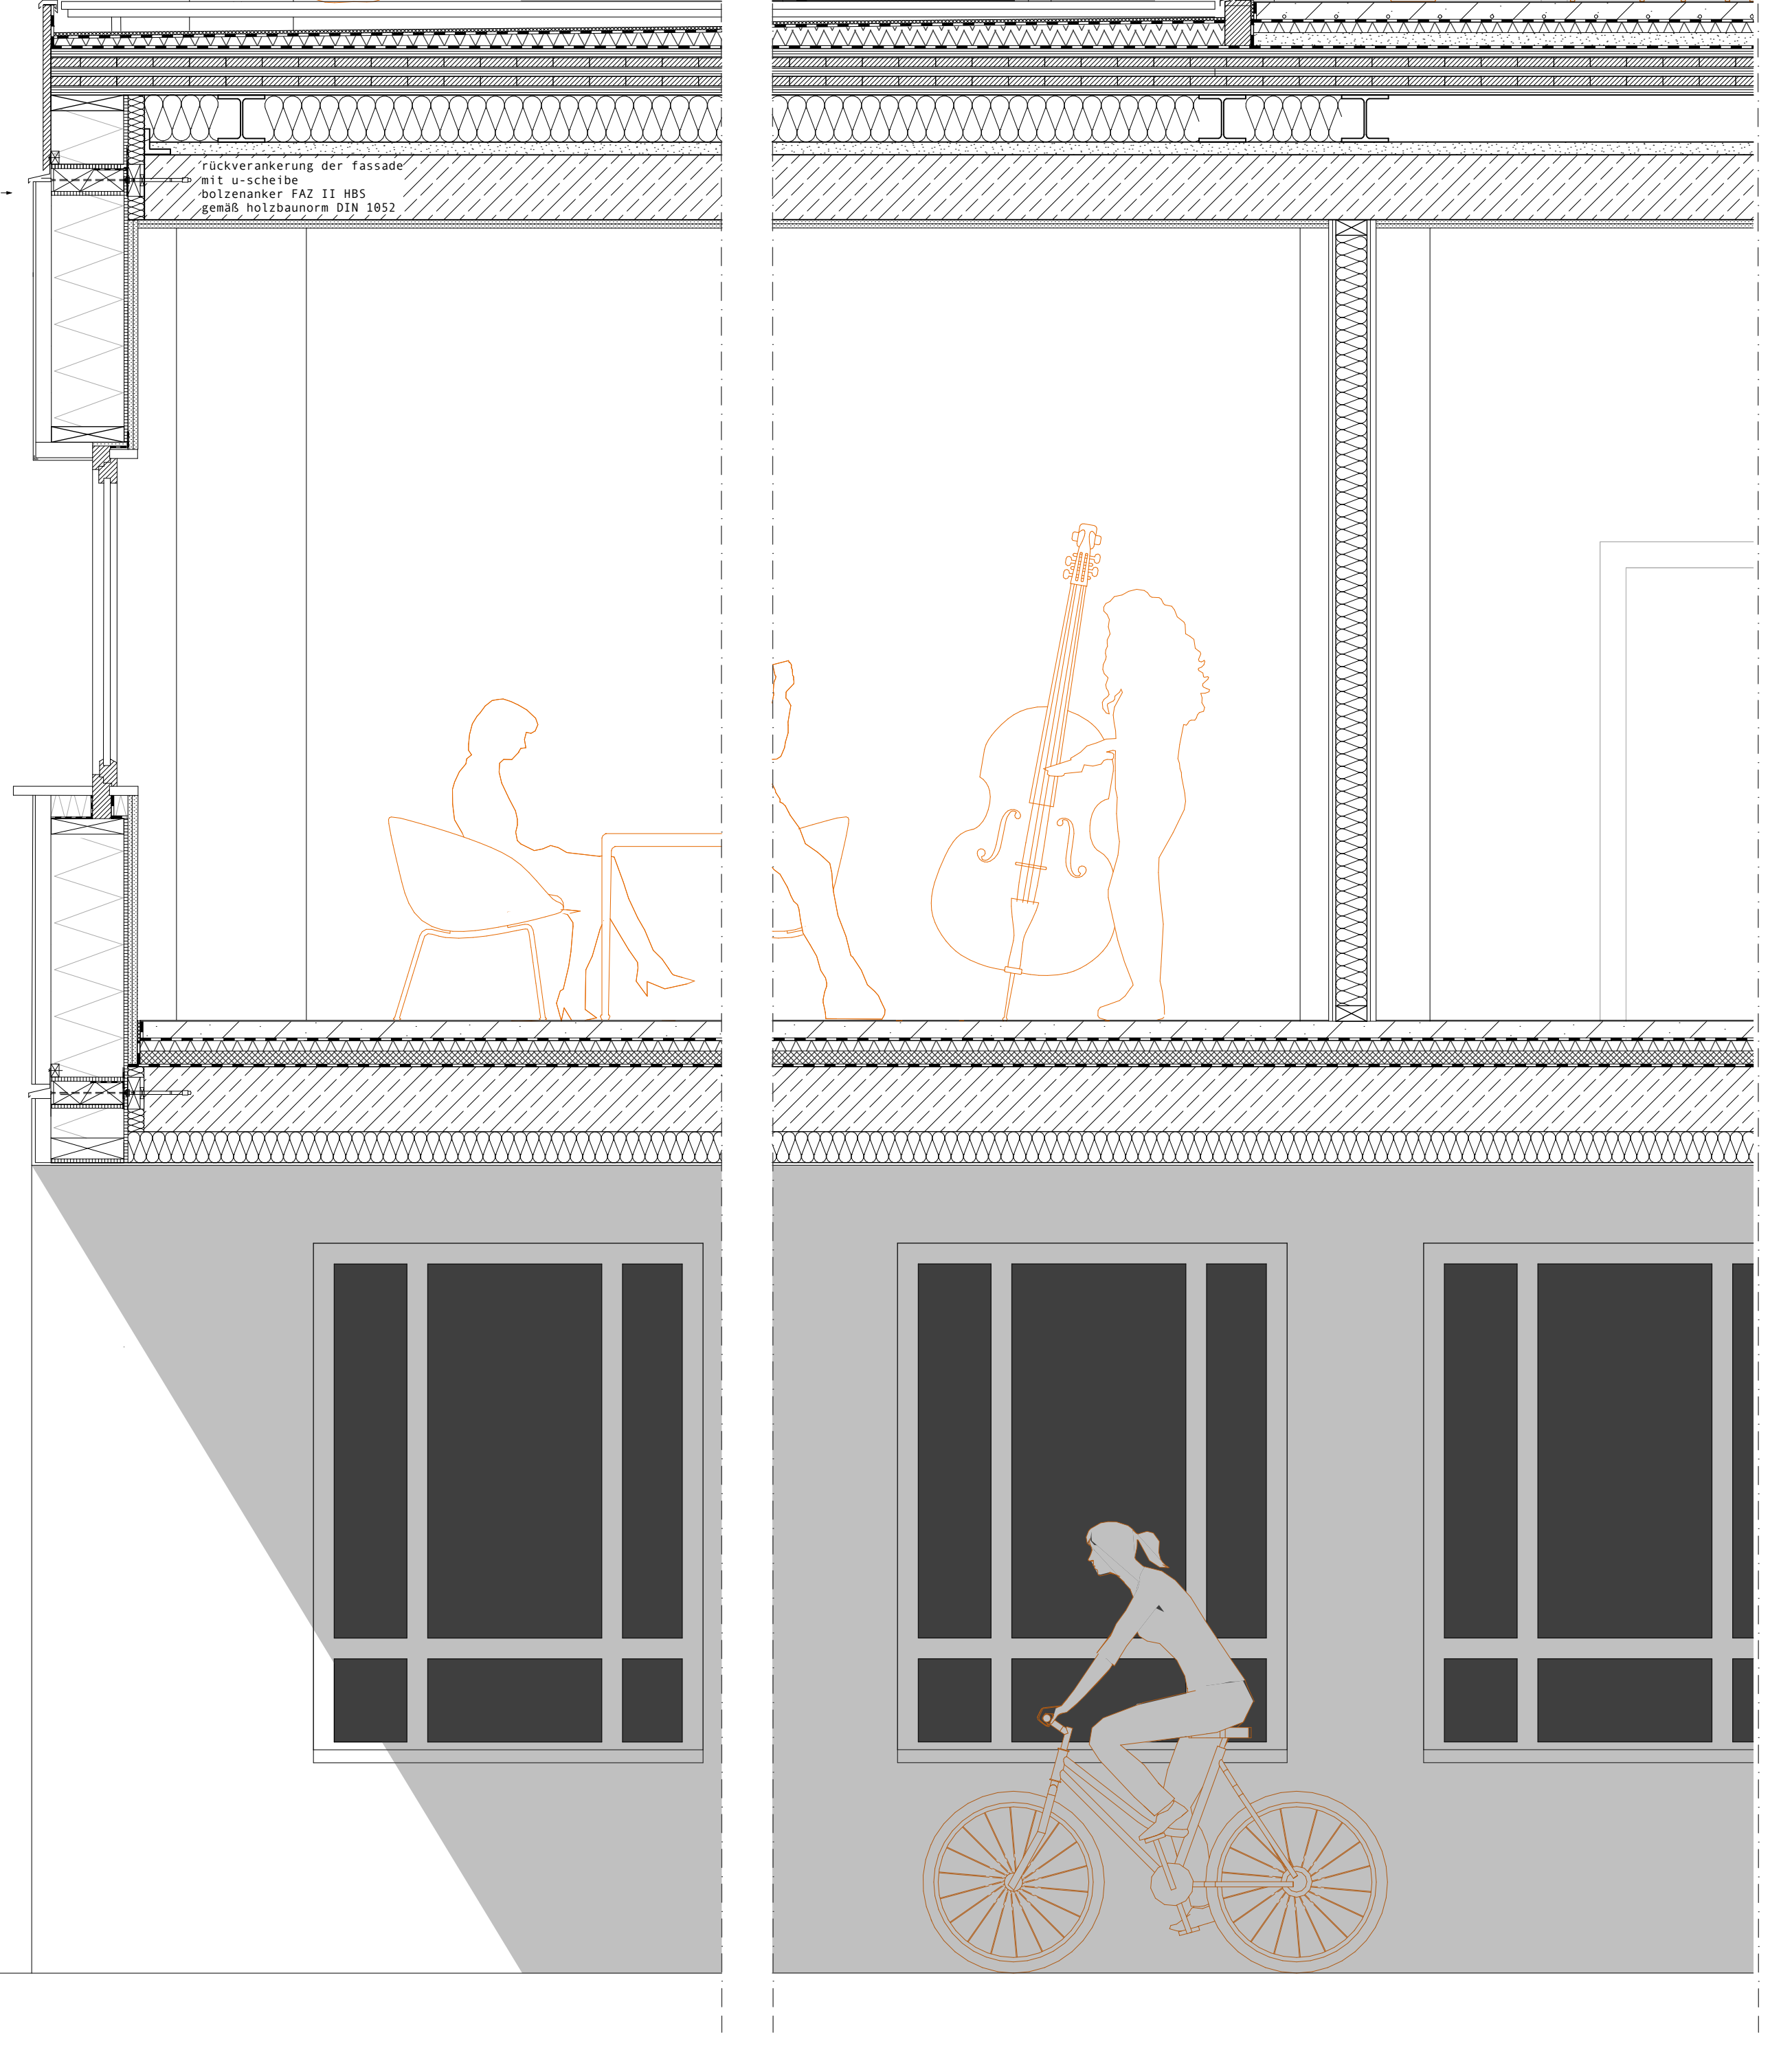 rückverankerung der fassade
mit u-scheibe
bolzenanker FAZ II HBS
gemäß holzbaunorm DIN 1052